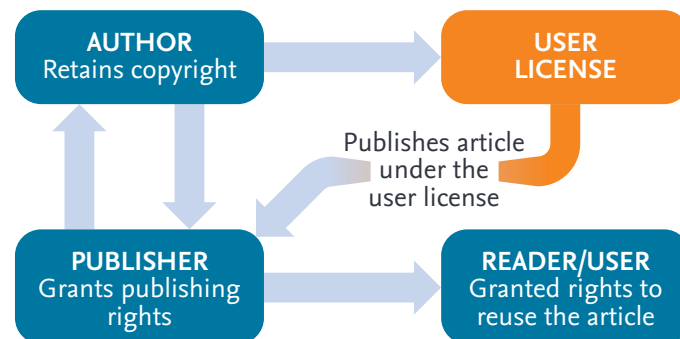 AUTHOR
Retains copyright
USER
LICENSE
Publishes article
under the
user license
PUBLISHER
Grants publishing
rights
READER/USER
Granted rights to
reuse the article